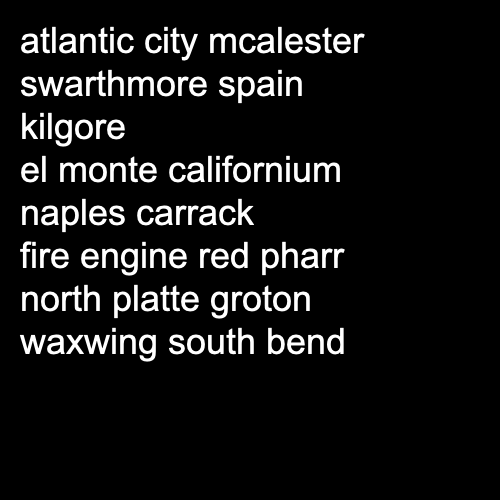 atlantic city mcalester
swarthmore spain
kilgore
el monte californium
naples carrack
fire engine red pharr
north platte groton
waxwing south bend